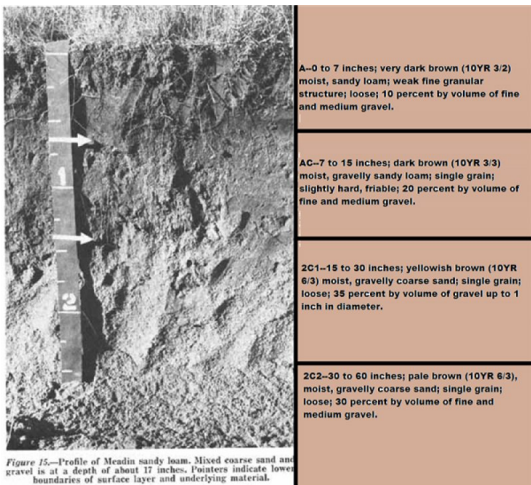 A--0 to 7 inches; very dark brown (10YR 3/2)
moist, sandy loam; weak fine granular
structure; loose; 10 percent by volume of fine
and medium gravel.
AC--7 to 15 inches; dark brown (10YR 3/3)
moist, gravelly sandy loam; single grain;
slightly hard, friable; 20 percent by volume of
fine and medium gravel.
2C1--15 to 30 inches; yellowish brown (10YR
6/3) moist, gravelly coarse sand; single grain;
loose; 35 percent by volume of gravel up to 1
inch in diameter.
2C2--30 to 60 inches; pale brown (10YR 6/3),
moist, gravelly coarse sand; single grain;
loose; 30 percent by volume of fine and
medium gravel.
1
2
Figure 15.—Profile of Meadin sandy loam. Mixed coarse sand and
gravel is at a depth of about 17 inches. Pointers indicate lower
boundaries of surface layer and underlying material.